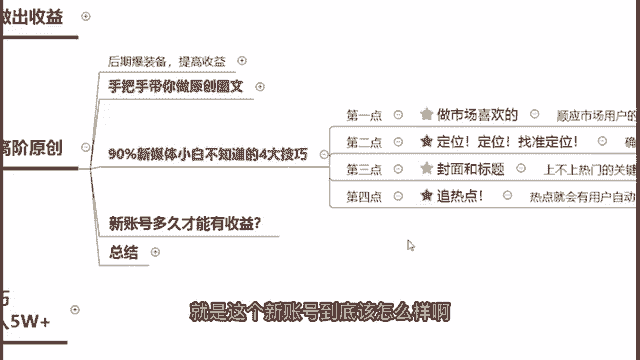 做出收益
后期爆装备，提高收益
手把手带你做原创图文
高阶原创
90%新媒体小白不知道的4大技巧
第一点 做市场喜欢的 顺应市场用户的
第二点 定位！定位！找准定位！
第三点 封面和标题 上不上热门的关键
第四点 追热点！ 热点就会有用户自动
新账号多久才能有收益？
总结
入5W+
就是这个新账号到底该怎么样啊